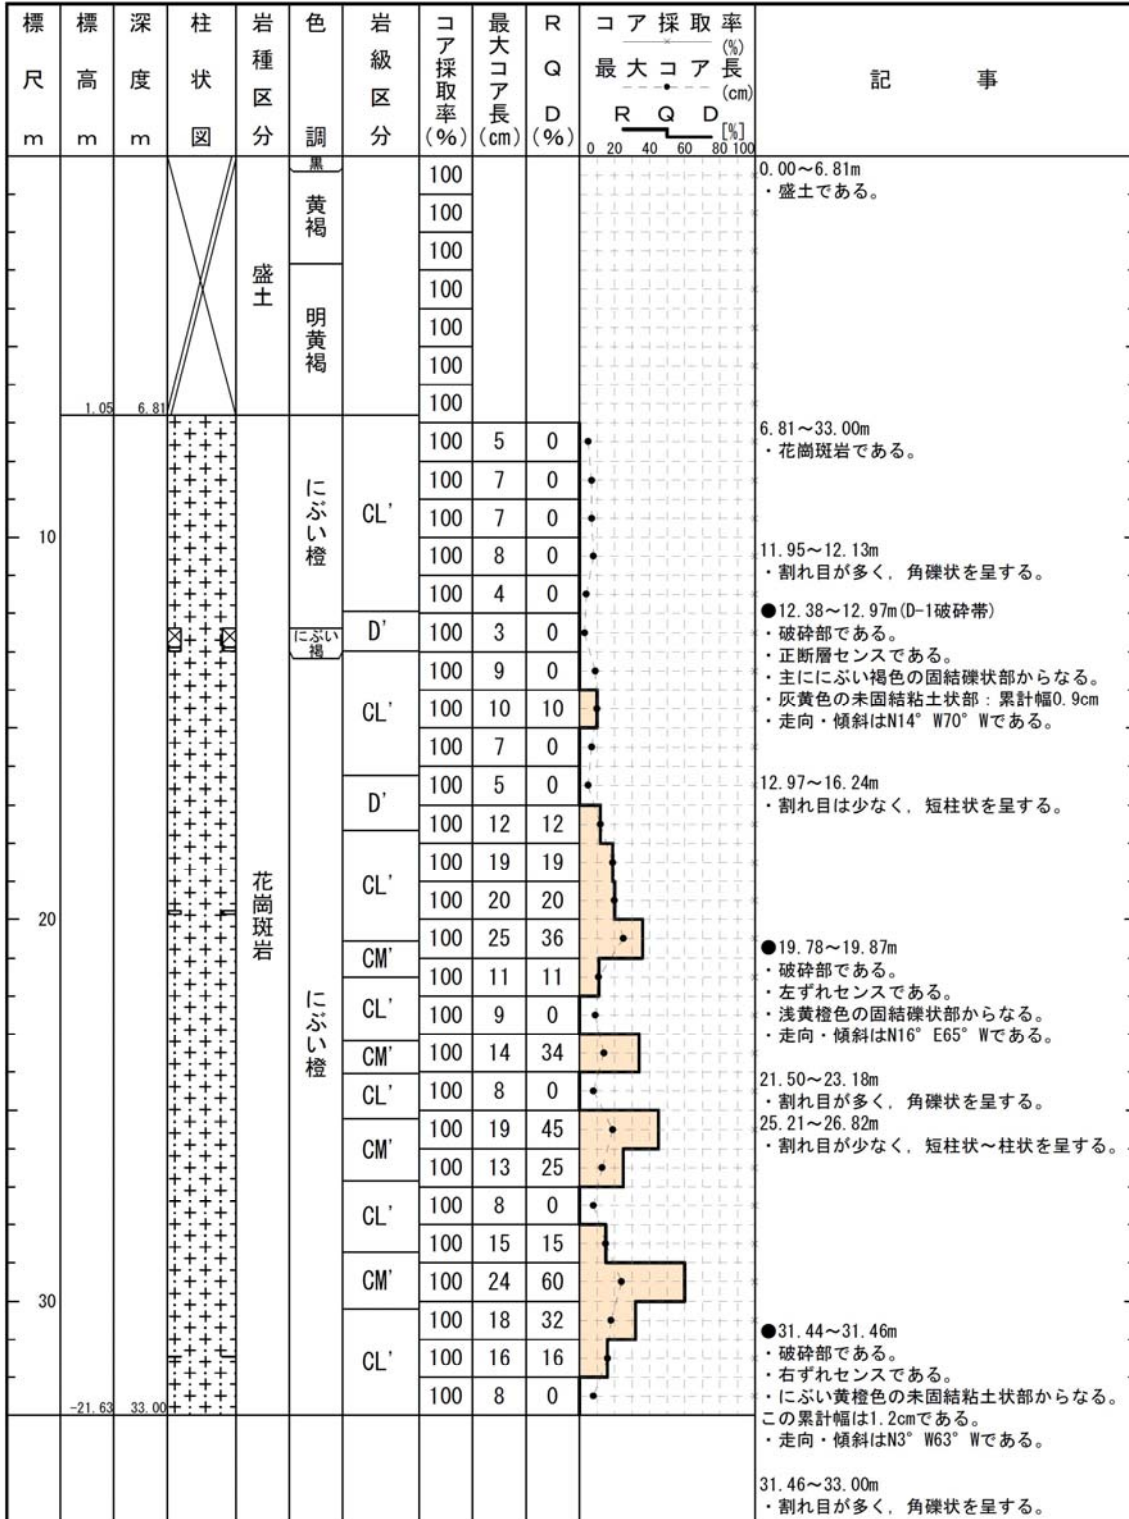 標尺m
標高m
深度m
柱状図
岩種区分
色調
岩級区分
コア採取率(%)
最大コア長(cm)
RQD(%)
コア採取率
(%)
最大コア長
(cm)
RQD
[%]
0 20 40 60 80 100
記事
10
20
30
1.05 6.81
-21.63 33.00
盛土
花崗斑岩
黒
黄褐
明黄褐
にぶい橙
にぶい褐
にぶい橙
CL'
D'
CL'
D'
CL'
CM'
CL'
CM'
CL'
CM'
CL'
CM'
CL'
100
100
100
100
100
100
100
100 5 0
100 7 0
100 7 0
100 8 0
100 4 0
100 3 0
100 9 0
100 10 10
100 7 0
100 5 0
100 12 12
100 19 19
100 20 20
100 25 36
100 11 11
100 9 0
100 14 34
100 8 0
100 19 45
100 13 25
100 8 0
100 15 15
100 24 60
100 18 32
100 16 16
100 8 0
0.00～6.81m
・盛土である。
6.81～33.00m
・花崗斑岩である。
11.95～12.13m
・割れ目が多く，角礫状を呈する。
●12.38～12.97m(D-1破砕帯)
・破砕部である。
・正断層センスである。
・主ににぶい褐色の固結礫状部からなる。
・灰黄色の未固結粘土状部：累計幅0.9cm
・走向・傾斜はN14°W70°Wである。
12.97～16.24m
・割れ目は少なく，短柱状を呈する。
●19.78～19.87m
・破砕部である。
・左ずれセンスである。
・浅黄橙色の固結礫状部からなる。
・走向・傾斜はN16°E65°Wである。
21.50～23.18m
・割れ目が多く，角礫状を呈する。
25.21～26.82m
・割れ目が少なく，短柱状～柱状を呈する。
●31.44～31.46m
・破砕部である。
・右ずれセンスである。
・にぶい黄橙色の未固結粘土状部からなる。
この累計幅は1.2cmである。
・走向・傾斜はN3°W63°Wである。
31.46～33.00m
・割れ目が多く，角礫状を呈する。